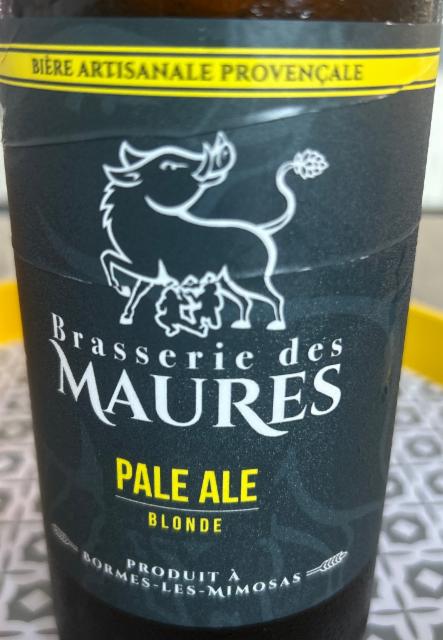 BIÈRE ARTISANALE PROVENÇALE
Brasserie des
MAURES
PALE ALE
BLONDE
PRODUIT À
BORMES-LES-MIMOSAS